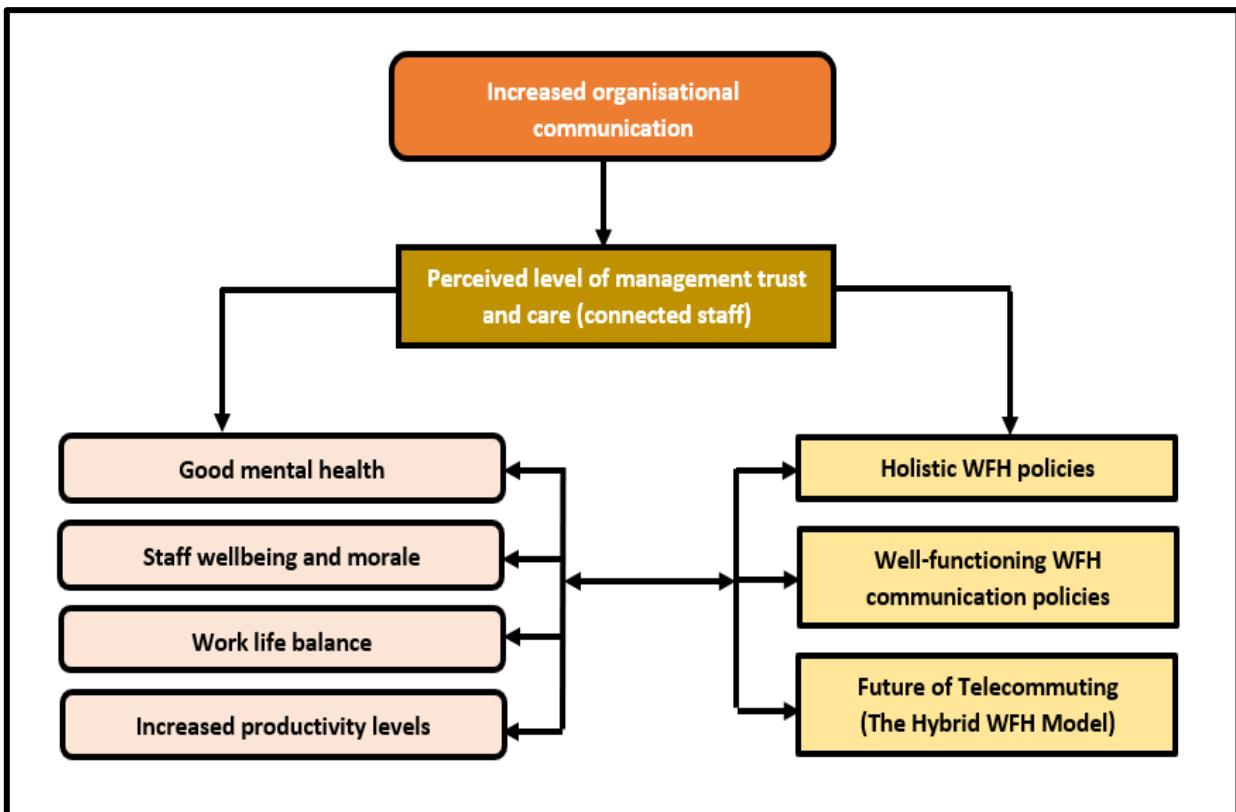 Increased organisational
communication
Perceived level of management trust
and care (connected staff)
Good mental health
Staff wellbeing and morale
Work life balance
Increased productivity levels
Holistic WFH policies
Well-functioning WFH
communication policies
Future of Telecommuting
(The Hybrid WFH Model)